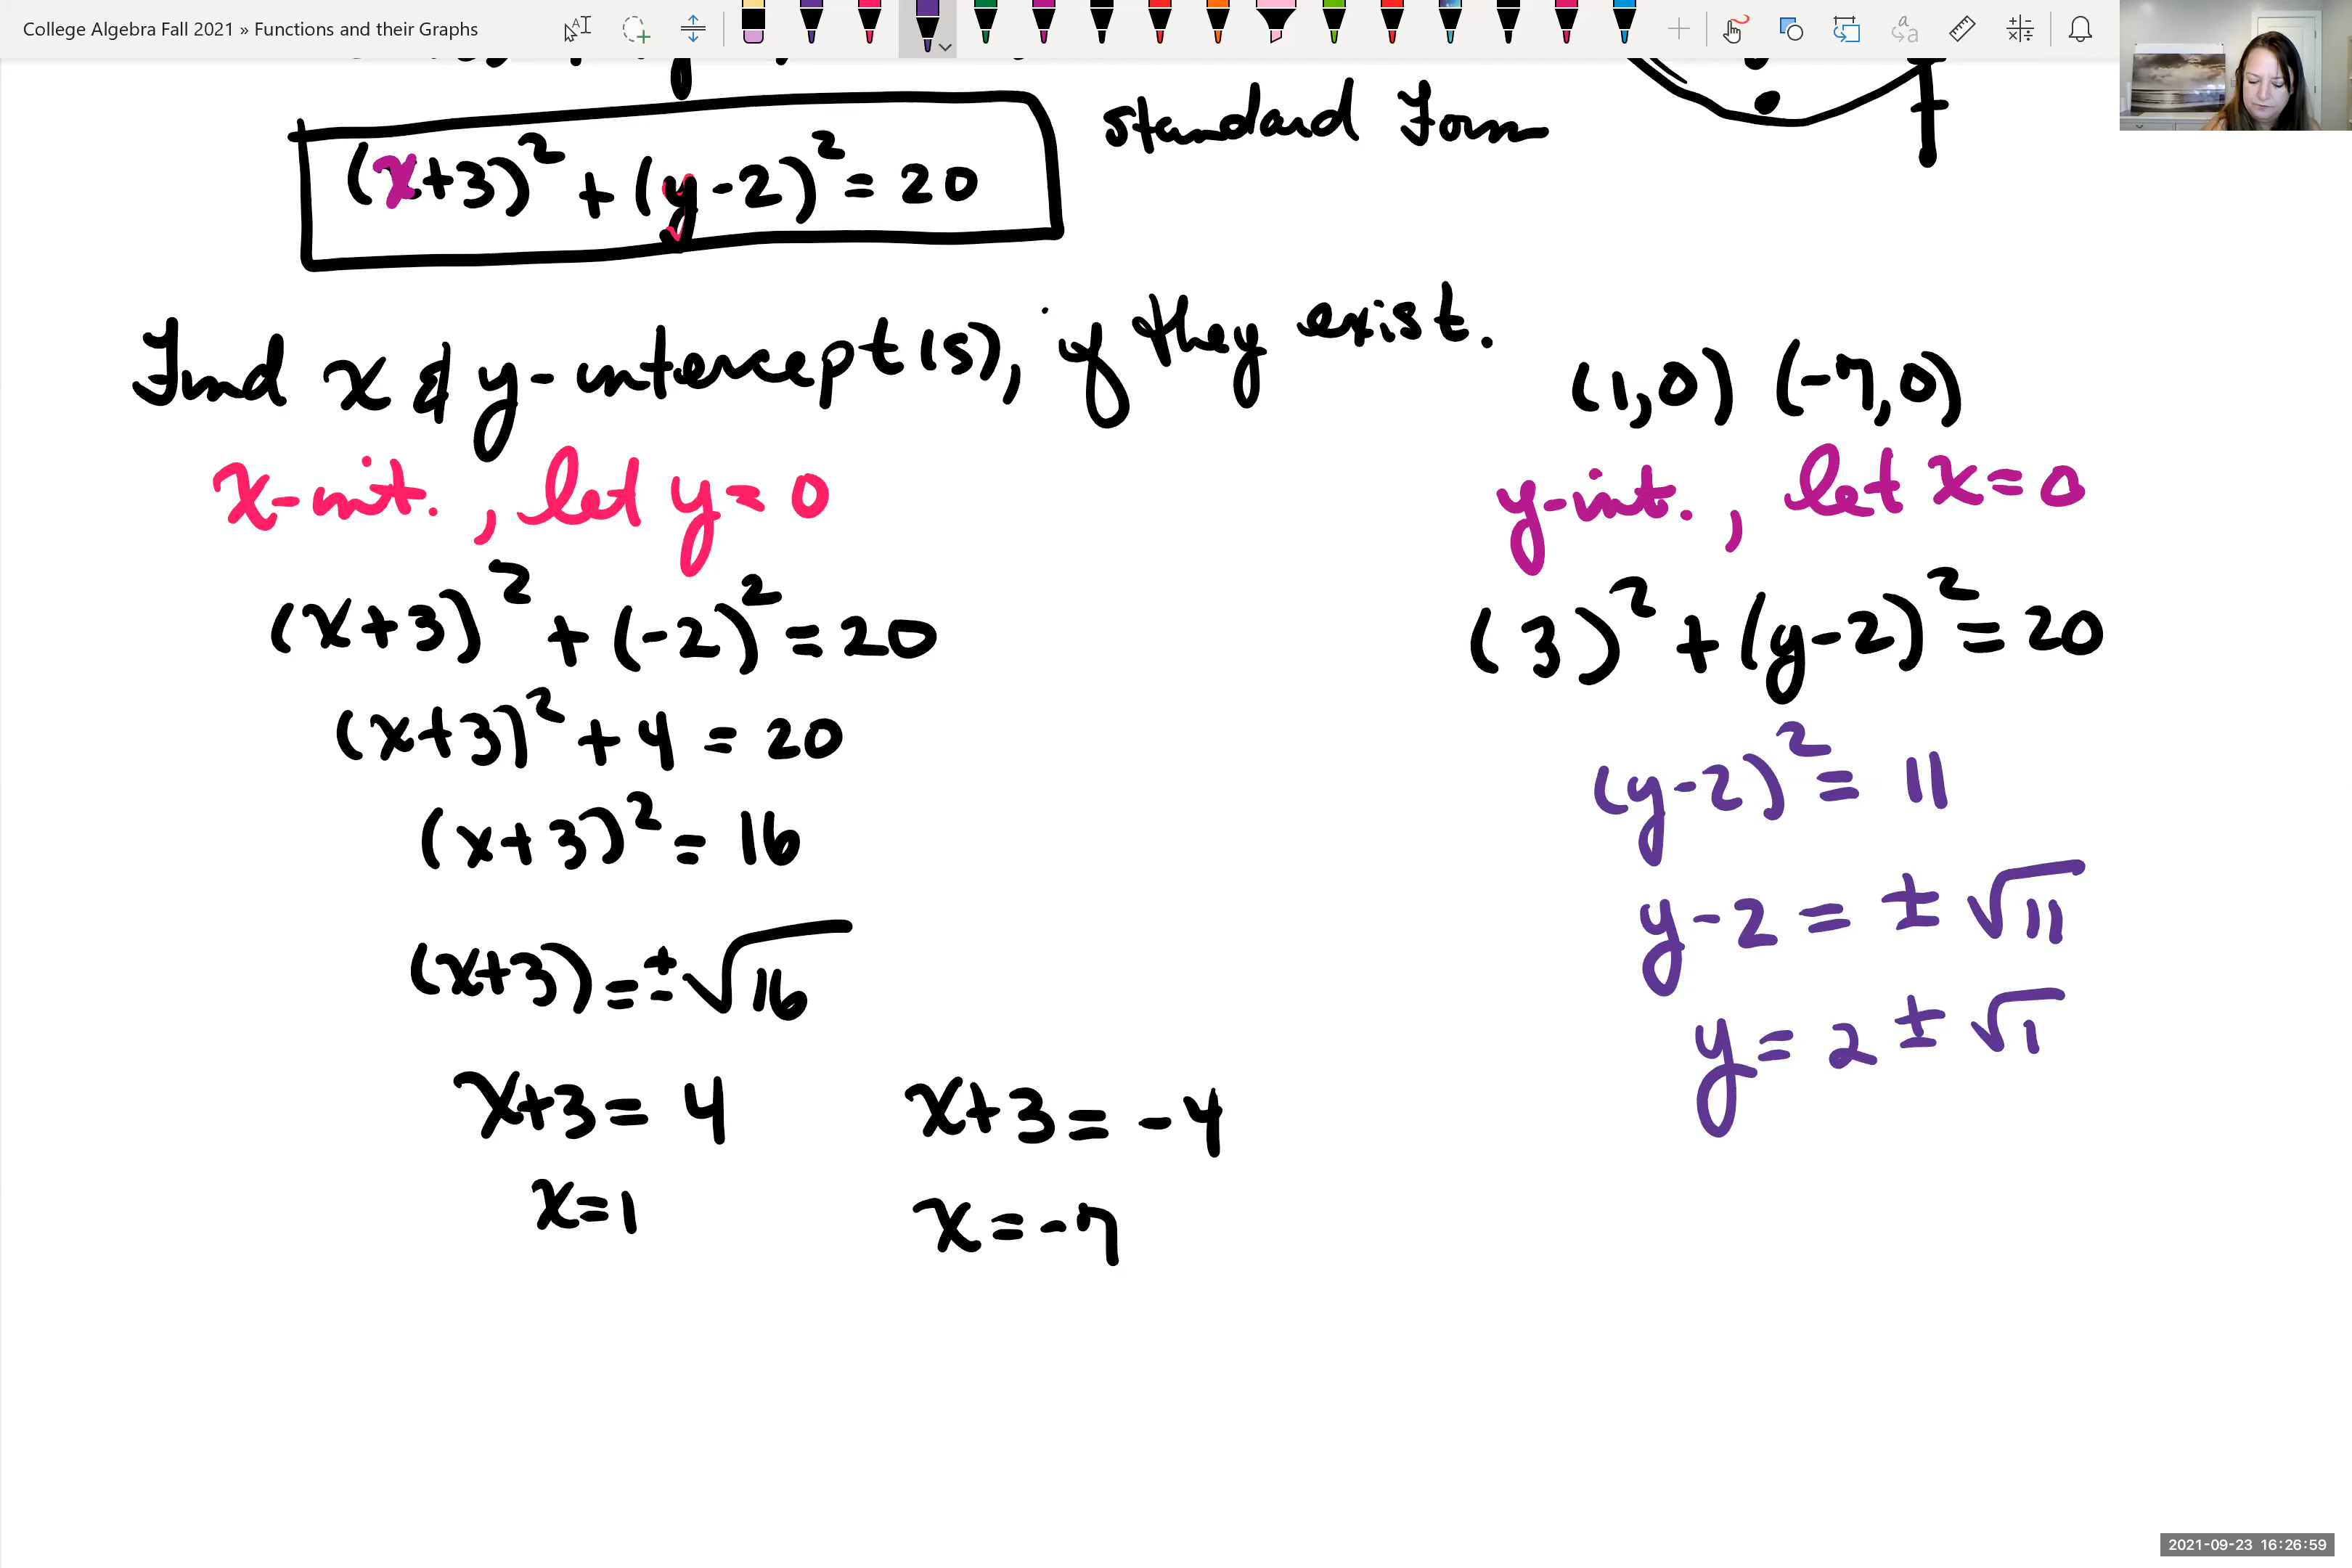 College Algebra Fall 2021 » Functions and their Graphs
(x+3)² + (y-2)² = 20
standard Form
Find x & y-intercept(s), if they exist.
(1,0) (-7,0)
x-int., let y=0
(x+3)² + (-2)² = 20
(x+3)² + 4 = 20
(x+3)² = 16
(x+3) = ±√16
x+3 = 4
x+3 = -4
x=1
x = -7
y-int., let x=0
(3)² + (y-2)² = 20
(y-2)² = 11
y-2 = ±√11
y = 2 ± √1
2021-09-23 16:26:59